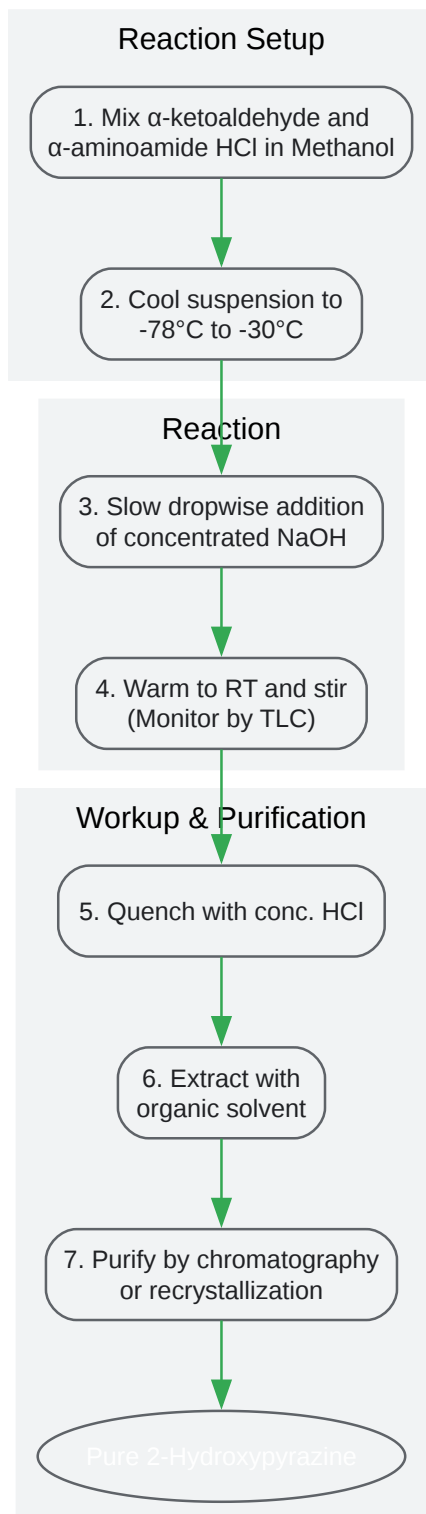 Reaction Setup
1. Mix α-ketoaldehyde and
α-aminoamide HCl in Methanol
2. Cool suspension to
-78°C to -30°C
Reaction
3. Slow dropwise addition
of concentrated NaOH
4. Warm to RT and stir
(Monitor by TLC)
Workup & Purification
5. Quench with conc. HCl
6. Extract with
organic solvent
7. Purify by chromatography
or recrystallization
Pure 2-Hydroxypyrazine